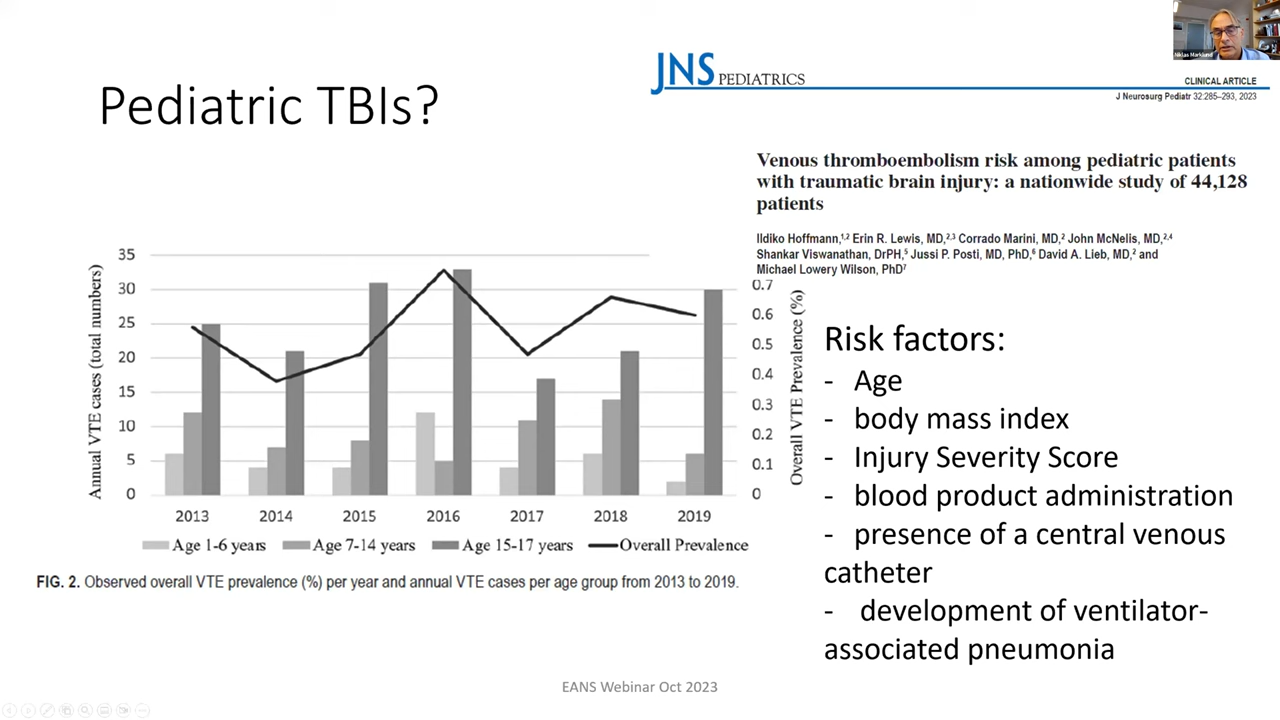 Pediatric TBIs?
JNS PEDIATRICS
CLINICAL ARTICLE
J Neurosurg Pediatr 32:285–293, 2023
Niklas Marklund
Venous thromboembolism risk among pediatric patients
with traumatic brain injury: a nationwide study of 44,128
patients
Ildiko Hoffmann,1,2 Erin R. Lewis, MD,2,3 Corrado Marini, MD,2 John McNelis, MD,2,4
Shankar Viswanathan, DrPH,5 Jussi P. Posti, MD, PhD,6 David A. Lieb, MD,2 and
Michael Lowery Wilson, PhD7
Annual VTE cases (total numbers)
35
30
25
20
15
10
5
0
0.7
0.6
0.5
0.4
0.3
0.2
0.1
0
Overall VTE Prevalence (%)
2013 2014 2015 2016 2017 2018 2019
Age 1-6 years Age 7-14 years Age 15-17 years Overall Prevalence
FIG. 2. Observed overall VTE prevalence (%) per year and annual VTE cases per age group from 2013 to 2019.
Risk factors:
- Age
- body mass index
- Injury Severity Score
- blood product administration
- presence of a central venous
catheter
- development of ventilator-
associated pneumonia
EANS Webinar Oct 2023